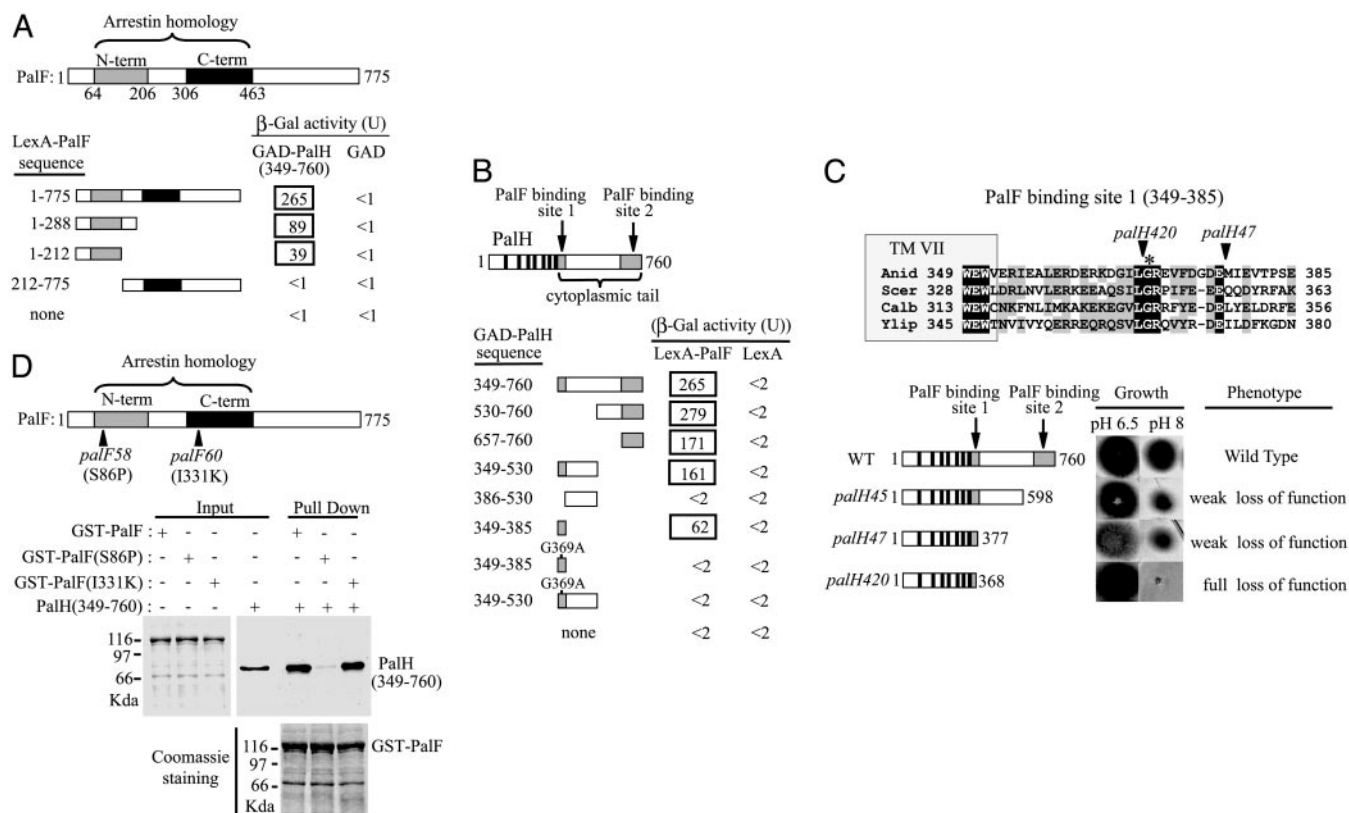 A
Arrestin homology
N-term C-term
PalF: 1 775
64 206 306 463
LexA-PalF
sequence
β-Gal activity (U)
GAD-PalH
(349-760)
GAD
1-775 265 <1
1-288 89 <1
1-212 39 <1
212-775 <1 <1
none <1 <1
B
PalF binding
site 1
PalF binding
site 2
PalH
1 760
cytoplasmic tail
GAD-PalH
sequence
(β-Gal activity (U))
LexA-PalF LexA
349-760 265 <2
530-760 279 <2
657-760 171 <2
349-530 161 <2
386-530 <2 <2
349-385 62 <2
G369A
349-385 <2 <2
G369A
349-530 <2 <2
none <2 <2
C
PalF binding site 1 (349-385)
palH420 palH47
TM VII
*
Anid 349 WEWVERIEALERDERKDGILGREVFDGDEMIEVTPSE 385
Scer 328 WEWLDRLNVLERKEEAQSILGRPIFE-EEQQDYRFAK 363
Calb 313 WEWCNKFNLIMKAKEKEGVLGRRFYE-DELYELDRFE 356
Ylip 345 WEWTNVIVYQERREQRQSVLGRQVYR-DEILDFKGDN 380
PalF binding
site 1
PalF binding
site 2
Growth
pH 6.5 pH 8
Phenotype
WT 1 760 Wild Type
palH45 1 598 weak loss of function
palH47 1 377 weak loss of function
palH420 1 368 full loss of function
D
Arrestin homology
N-term C-term
PalF: 1 775
palF58
(S86P)
palF60
(I331K)
Input Pull Down
GST-PalF : + - - - + - -
GST-PalF(S86P) : - + - - - + -
GST-PalF(I331K) : - - + - - - +
PalH(349-760) : - - - + + + +
116
97
66
Kda
PalH
(349-760)
Coomassie
staining
116
97
66
Kda
GST-PalF